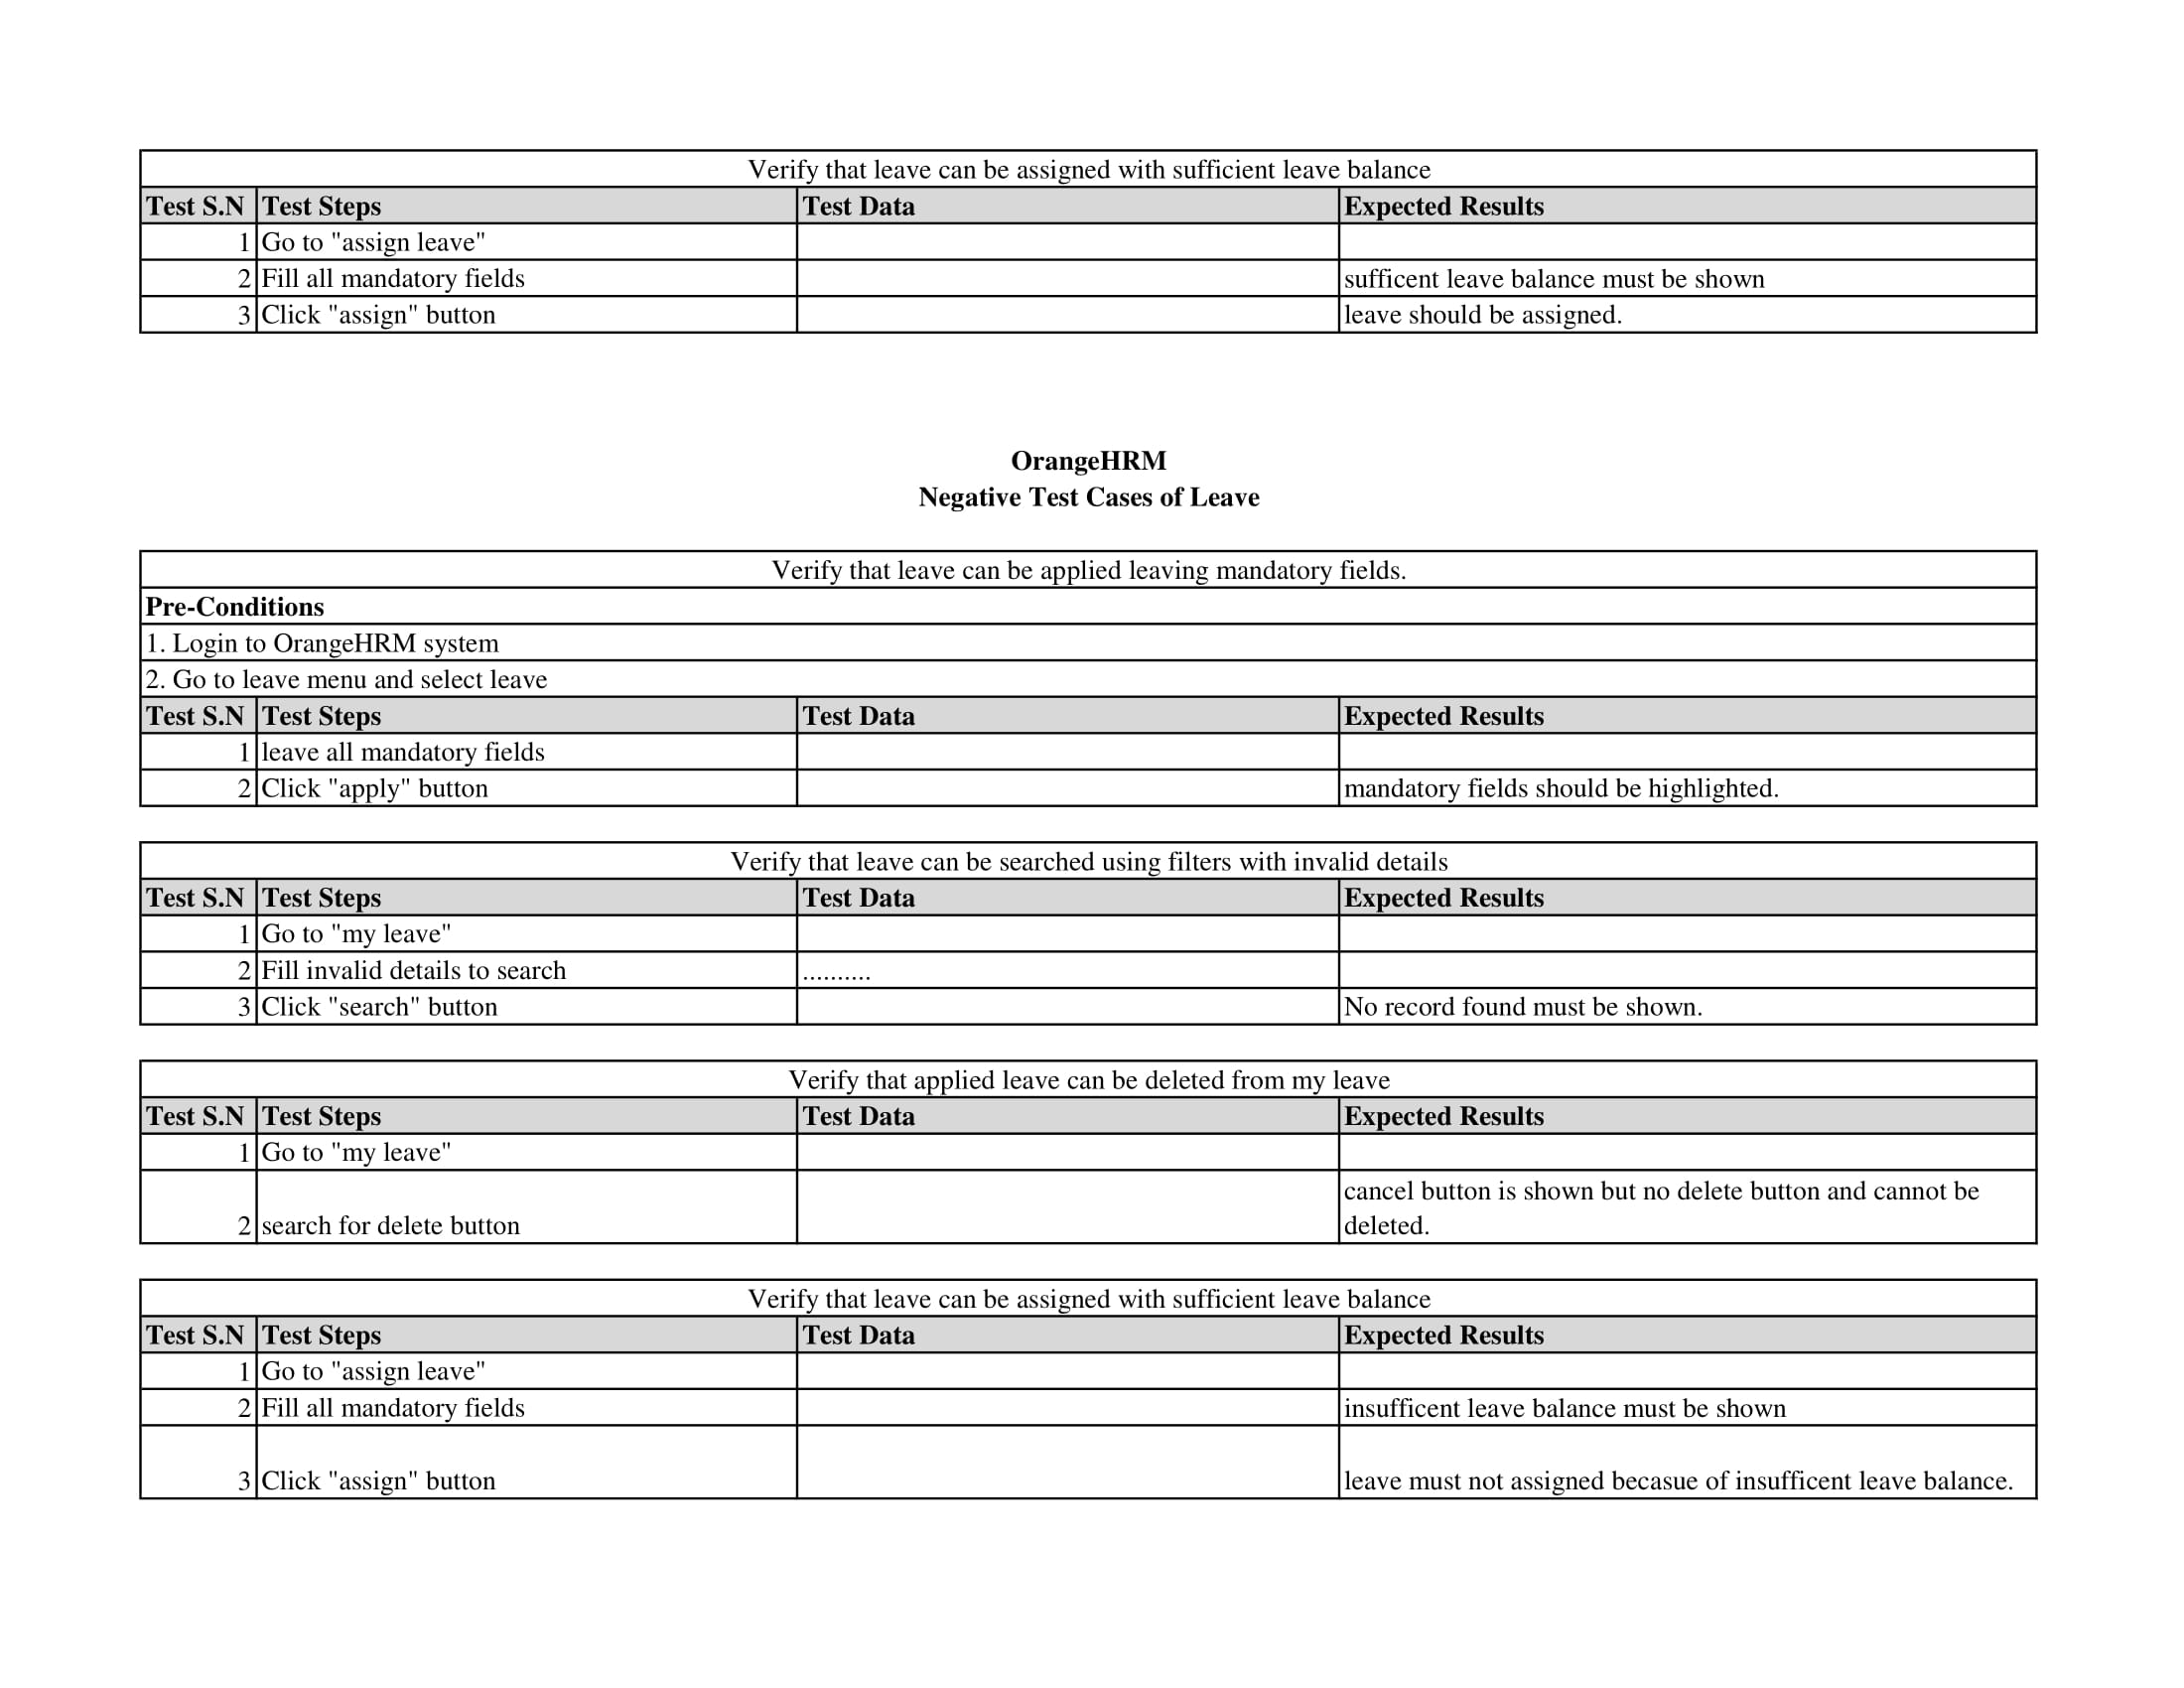 Verify that leave can be assigned with sufficient leave balance
Test S.N Test Steps Test Data Expected Results
1 Go to "assign leave"
2 Fill all mandatory fields sufficent leave balance must be shown
3 Click "assign" button leave should be assigned.
OrangeHRM
Negative Test Cases of Leave
Verify that leave can be applied leaving mandatory fields.
Pre-Conditions
1. Login to OrangeHRM system
2. Go to leave menu and select leave
Test S.N Test Steps Test Data Expected Results
1 leave all mandatory fields
2 Click "apply" button mandatory fields should be highlighted.
Verify that leave can be searched using filters with invalid details
Test S.N Test Steps Test Data Expected Results
1 Go to "my leave"
2 Fill invalid details to search ..........
3 Click "search" button No record found must be shown.
Verify that applied leave can be deleted from my leave
Test S.N Test Steps Test Data Expected Results
1 Go to "my leave"
cancel button is shown but no delete button and cannot be
2 search for delete button deleted.
Verify that leave can be assigned with sufficient leave balance
Test S.N Test Steps Test Data Expected Results
1 Go to "assign leave"
2 Fill all mandatory fields insufficent leave balance must be shown
3 Click "assign" button leave must not assigned becasue of insufficent leave balance.